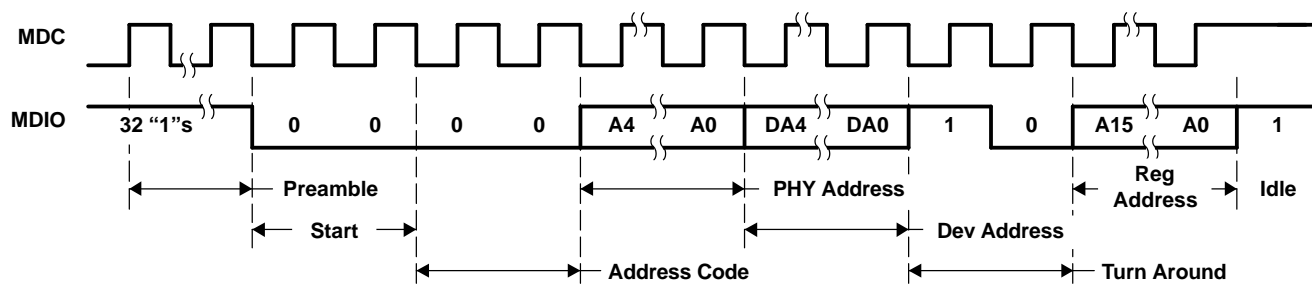 MDC
MDIO
32 “1”s 0 0 0 0 A4 A0 DA4 DA0 1 0 A15 A0 1
Preamble PHY Address Reg Address Idle
Start Dev Address
Address Code Turn Around